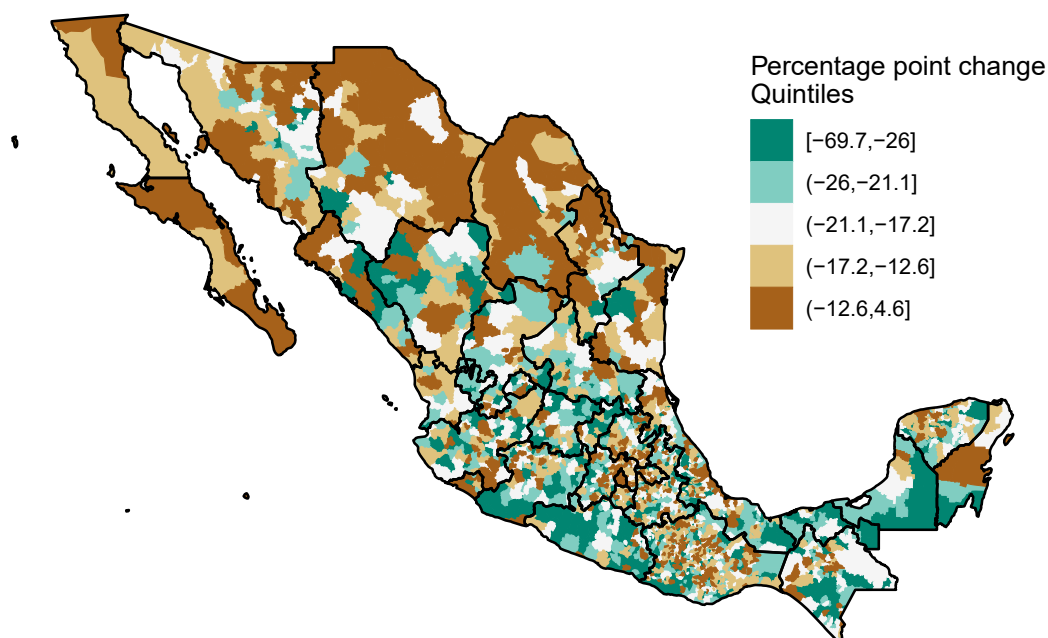 Percentage point change
Quintiles
[−69.7,−26]
(−26,−21.1]
(−21.1,−17.2]
(−17.2,−12.6]
(−12.6,4.6]